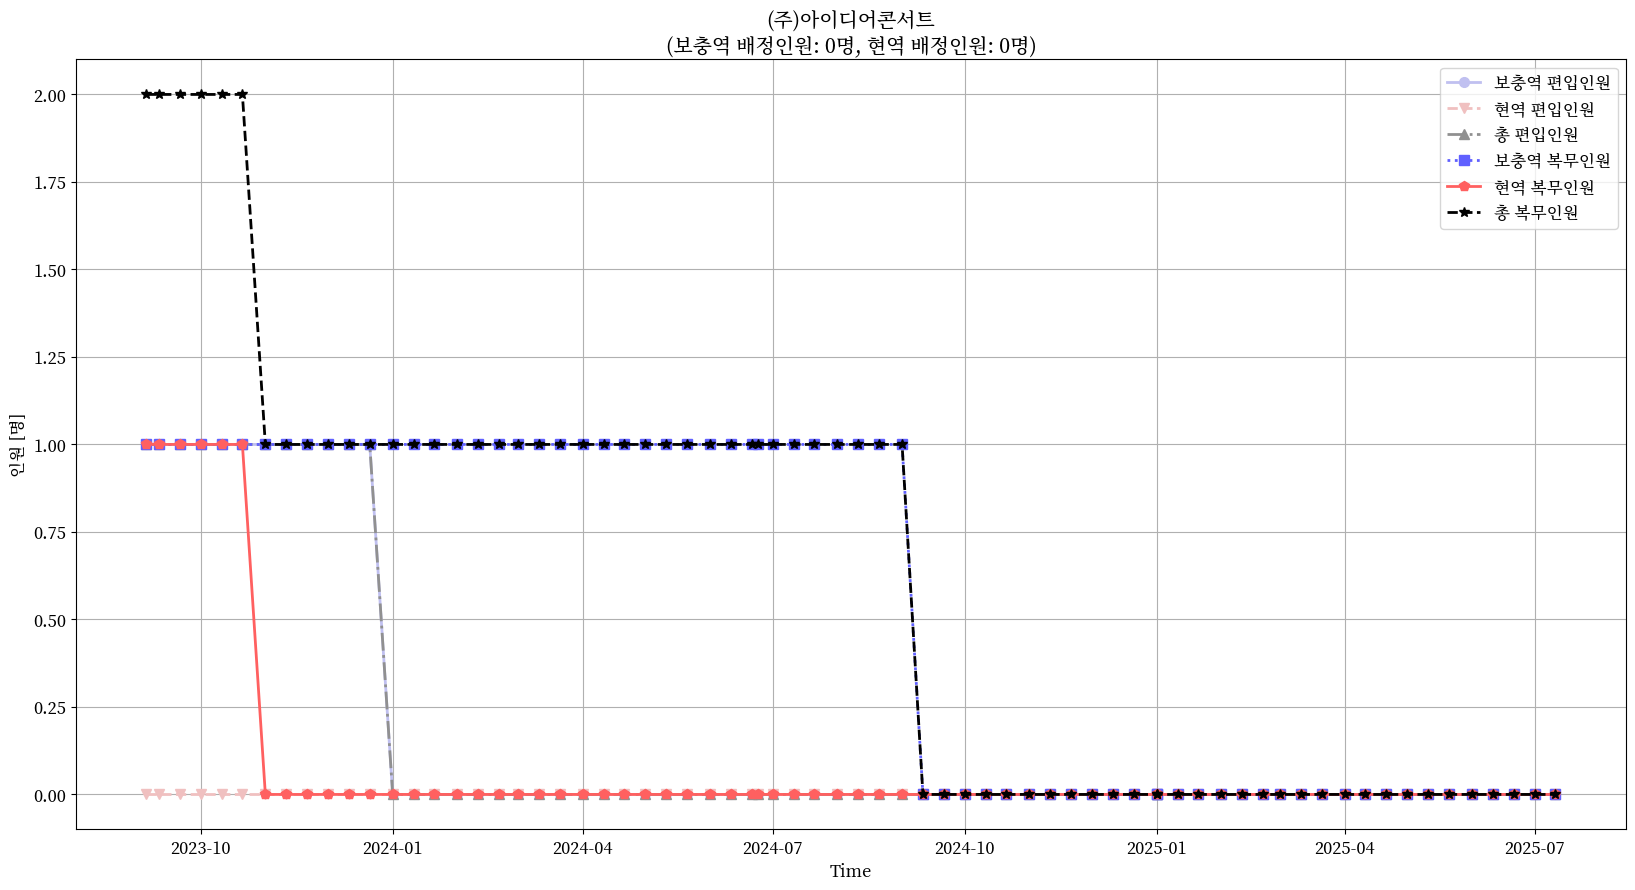 (주)아이디어콘서트
(보충역 배정인원: 0명, 현역 배정인원: 0명)
보충역 편입인원
현역 편입인원
총 편입인원
보충역 복무인원
현역 복무인원
총 복무인원
인원 [명]
2.00
1.75
1.50
1.25
1.00
0.75
0.50
0.25
0.00
2023-10
2024-01
2024-04
2024-07
2024-10
2025-01
2025-04
2025-07
Time